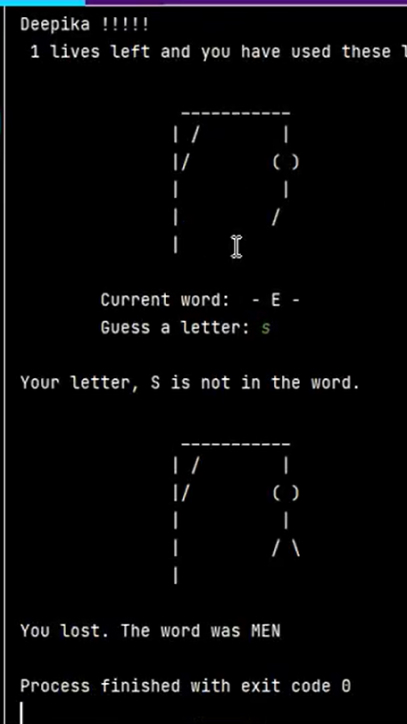 Deepika !!!!!
1 lives left and you have used these
-----------
| /         |
|/         ( )
|           |
|          /
|
Current word:  - E -
Guess a letter: s
Your letter, S is not in the word.
-----------
| /         |
|/         ( )
|           |
|          / \
|
You lost. The word was MEN
Process finished with exit code 0